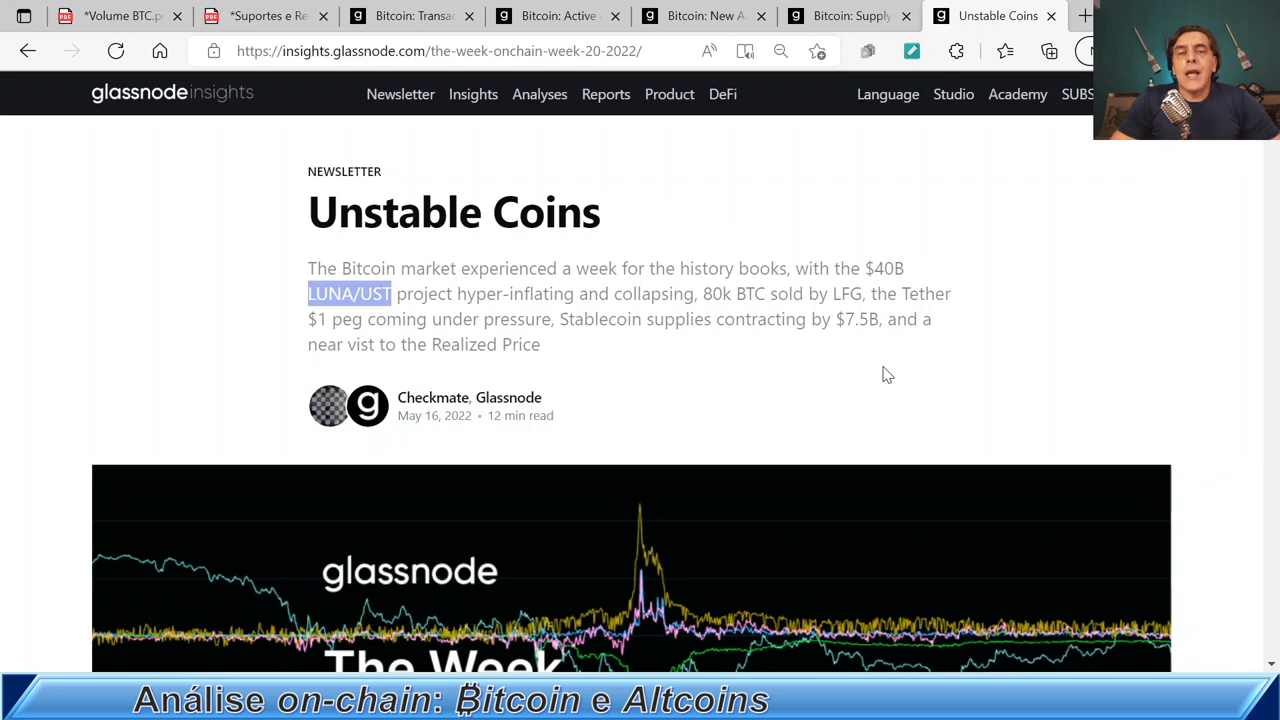 *Volume BTC.p
*Suportes e Re
Bitcoin: Transac
Bitcoin: Active A
Bitcoin: New Ac
Bitcoin: Supply
Unstable Coins
https://insights.glassnode.com/the-week-onchain-week-20-2022/
glassnode insights
Newsletter Insights Analyses Reports Product DeFi
Language Studio Academy SUBS
NEWSLETTER
Unstable Coins
The Bitcoin market experienced a week for the history books, with the $40B
LUNA/UST project hyper-inflating and collapsing, 80k BTC sold by LFG, the Tether
$1 peg coming under pressure, Stablecoin supplies contracting by $7.5B, and a
near vist to the Realized Price
Checkmate, Glassnode
May 16, 2022 • 12 min read
glassnode
The Week
Análise on-chain: ₿itcoin e Altcoins